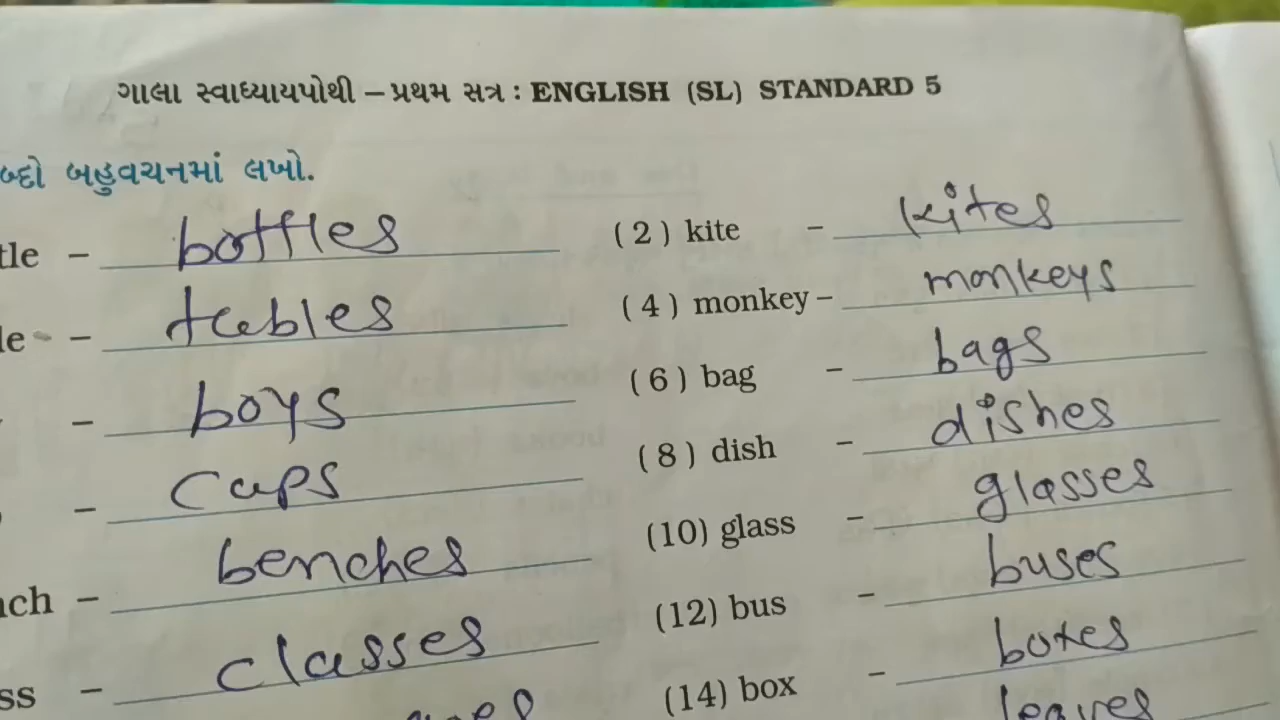 ગાલા સ્વાધ્યાયપોથી – પ્રથમ સત્ર : ENGLISH (SL) STANDARD 5
બહુવચનમાં લખો.
tle – bottles (2) kite – kites
le – tables (4) monkey – monkeys
– boys (6) bag – bags
– caps (8) dish – dishes
nch – benches (10) glass – glasses
ss – classes (12) bus – buses
(14) box – boxes
leaves